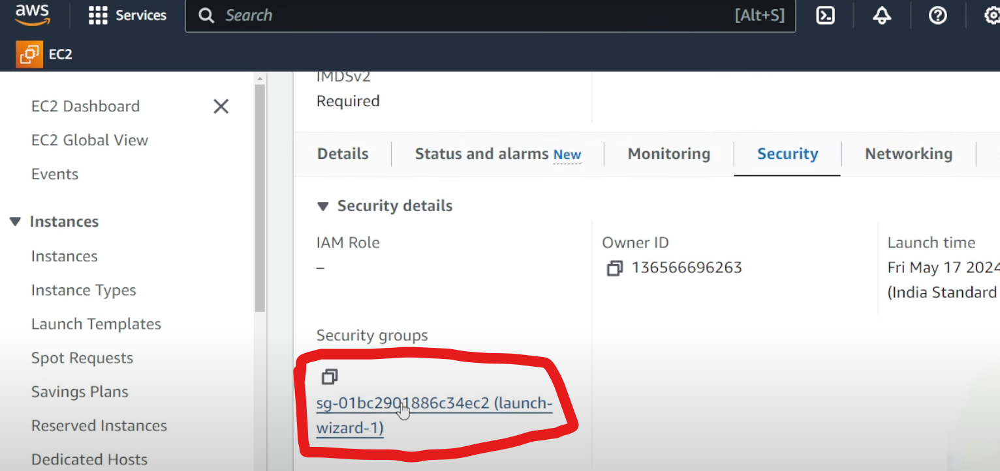 aws
Services
Search
[Alt+S]
EC2
EC2 Dashboard
EC2 Global View
Events
Instances
Instances
Instance Types
Launch Templates
Spot Requests
Savings Plans
Reserved Instances
Dedicated Hosts
IMDSv2
Required
Details
Status and alarms New
Monitoring
Security
Networking
Security details
IAM Role
–
Owner ID
136566696263
Launch time
Fri May 17 2024
(India Standard
Security groups
sg-01bc2901886c34ec2 (launch-
wizard-1)